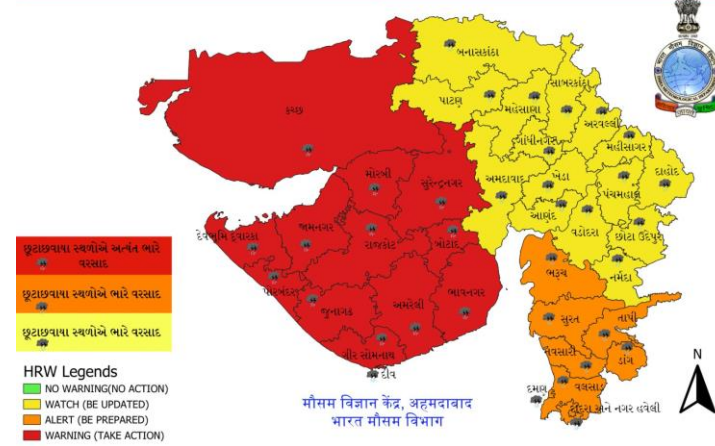 બનાસકાંઠા
પાટણ
મહેસાણા
સાબરકાંઠા
અરવલ્લી
ગાંધીનગર
મહીસાગર
કચ્છ
મોરબી
સુરેન્દ્રનગર
અમદાવાદ
ખેડા
પંચમહાલ
દાહોદ
આણંદ
વડોદરા
છોટા ઉદેપુર
નર્મદા
દેવભૂમિ દ્વારકા
જામનગર
રાજકોટ
બોટાદ
પોરબંદર
જુનાગઢ
અમરેલી
ભાવનગર
ગીર સોમનાથ
દીવ
ભરૂચ
સુરત
તાપી
નવસારી
ડાંગ
વલસાડ
દમણ
દાદરા અને નગર હવેલી
છૂટાછવાયા સ્થળોએ અત્યંત ભારે
વરસાદ
છૂટાછવાયા સ્થળોએ ભારે વરસાદ
છૂટાછવાયા સ્થળોએ ભારે વરસાદ
HRW Legends
NO WARNING(NO ACTION)
WATCH (BE UPDATED)
ALERT (BE PREPARED)
WARNING (TAKE ACTION)
मौसम विज्ञान केंद्र, अहमदाबाद
भारत मौसम विभाग
N